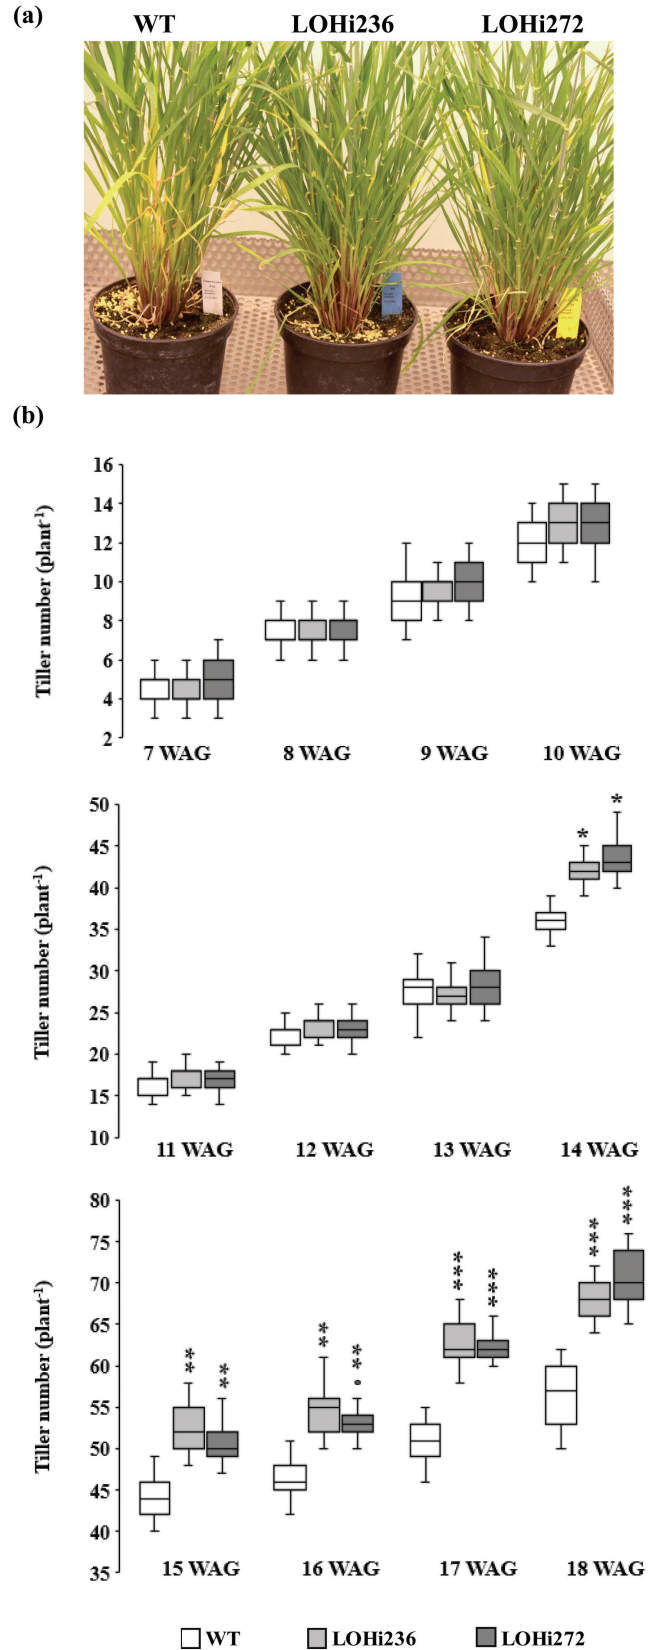 (a)
WT LOHi236 LOHi272
(b)
Tiller number (plant-1)
16
14
12
10
8
6
4
2
7 WAG 8 WAG 9 WAG 10 WAG
Tiller number (plant-1)
50
45
40
35
30
25
20
15
10
* *
11 WAG 12 WAG 13 WAG 14 WAG
Tiller number (plant-1)
80
75
70
65
60
55
50
45
40
35
** ** ** ** *** *** *** ***
15 WAG 16 WAG 17 WAG 18 WAG
WT LOHi236 LOHi272